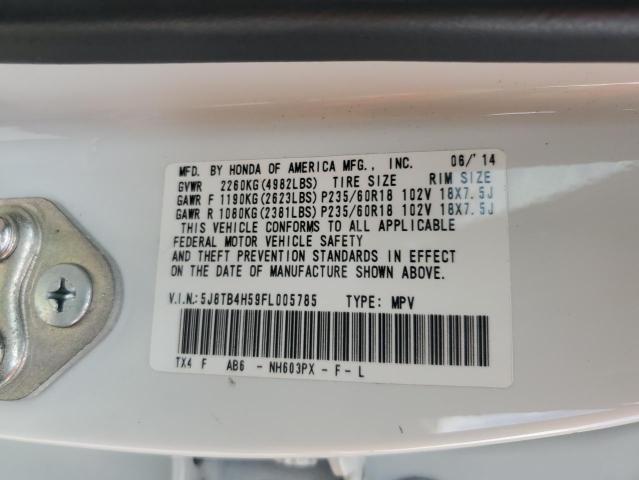 MFD. BY HONDA OF AMERICA MFG., INC. 06/'14
GVWR 2260KG(4982LBS) TIRE SIZE RIM SIZE
GAWR F 1190KG(2623LBS) P235/60R18 102V 18X7.5J
GAWR R 1080KG(2381LBS) P235/60R18 102V 18X7.5J
THIS VEHICLE CONFORMS TO ALL APPLICABLE
FEDERAL MOTOR VEHICLE SAFETY
AND THEFT PREVENTION STANDARDS IN EFFECT
ON THE DATE OF MANUFACTURE SHOWN ABOVE.
V.I.N.: 5J8TB4H59FL005785 TYPE: MPV
TX4 F AB6 - NH603PX - F - L